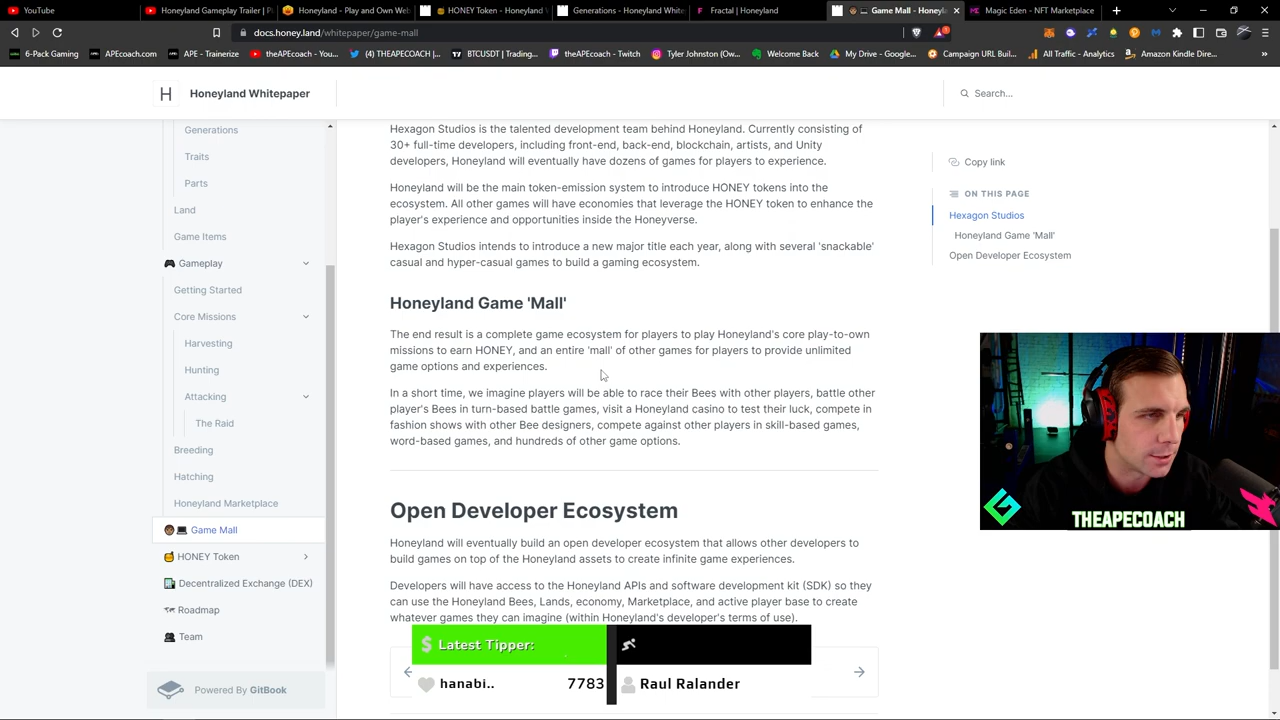 YouTube
Honeyland Gameplay Trailer | P
Honeyland - Play and Own Web
HONEY Token - Honeyland
Generations - Honeyland White
Fractal | Honeyland
Game Mall - Honeyla
Magic Eden - NFT Marketplace
docs.honey.land/whitepaper/game-mall
6-Pack Gaming
APEcoach.com
APE - Trainerize
theAPEcoach - You...
(4) THEAPECOACH...
BTCUSDT | Trading...
theAPEcoach - Twitch
Tyler Johnston (Ow...
Welcome Back
My Drive - Google...
Campaign URL Buil...
All Traffic - Analytics
Amazon Kindle Dire...
H
Honeyland Whitepaper
Search...
Generations
Traits
Parts
Land
Game Items
Gameplay
Getting Started
Core Missions
Harvesting
Hunting
Attacking
The Raid
Breeding
Hatching
Honeyland Marketplace
Game Mall
HONEY Token
Decentralized Exchange (DEX)
Roadmap
Team
Powered By GitBook
Hexagon Studios is the talented development team behind Honeyland. Currently consisting of
30+ full-time developers, including front-end, back-end, blockchain, artists, and Unity
developers, Honeyland will eventually have dozens of games for players to experience.
Honeyland will be the main token-emission system to introduce HONEY tokens into the
ecosystem. All other games will have economies that leverage the HONEY token to enhance the
player's experience and opportunities inside the Honeyverse.
Hexagon Studios intends to introduce a new major title each year, along with several 'snackable'
casual and hyper-casual games to build a gaming ecosystem.
Honeyland Game 'Mall'
The end result is a complete game ecosystem for players to play Honeyland's core play-to-own
missions to earn HONEY, and an entire 'mall' of other games for players to provide unlimited
game options and experiences.
In a short time, we imagine players will be able to race their Bees with other players, battle other
player's Bees in turn-based battle games, visit a Honeyland casino to test their luck, compete in
fashion shows with other Bee designers, compete against other players in skill-based games,
word-based games, and hundreds of other game options.
Open Developer Ecosystem
Honeyland will eventually build an open developer ecosystem that allows other developers to
build games on top of the Honeyland assets to create infinite game experiences.
Developers will have access to the Honeyland APIs and software development kit (SDK) so they
can use the Honeyland Bees, Lands, economy, Marketplace, and active player base to create
whatever games they can imagine (within Honeyland's developer's terms of use).
Latest Tipper:
hanabi.. 7783
Raul Ralander
Copy link
ON THIS PAGE
Hexagon Studios
Honeyland Game 'Mall'
Open Developer Ecosystem
THEAPECOACH